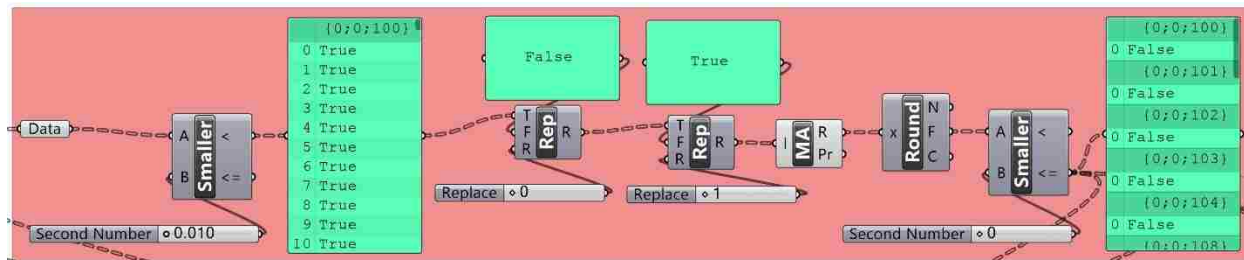 Data
A
B
Smaller
<
<=
Second Number
0.010
{0;0;100}
0 True
1 True
2 True
3 True
4 True
5 True
6 True
7 True
8 True
9 True
10 True
False
T
F
R
Rep
R
Replace
0
True
T
F
R
Rep
R
Replace
1
I
MA
R
Pr
x
Round
N
F
C
A
B
Smaller
<
<=
Second Number
0
{0;0;100}
0 False
{0;0;101}
0 False
{0;0;102}
0 False
{0;0;103}
0 False
{0;0;104}
0 False
{0;0;108}